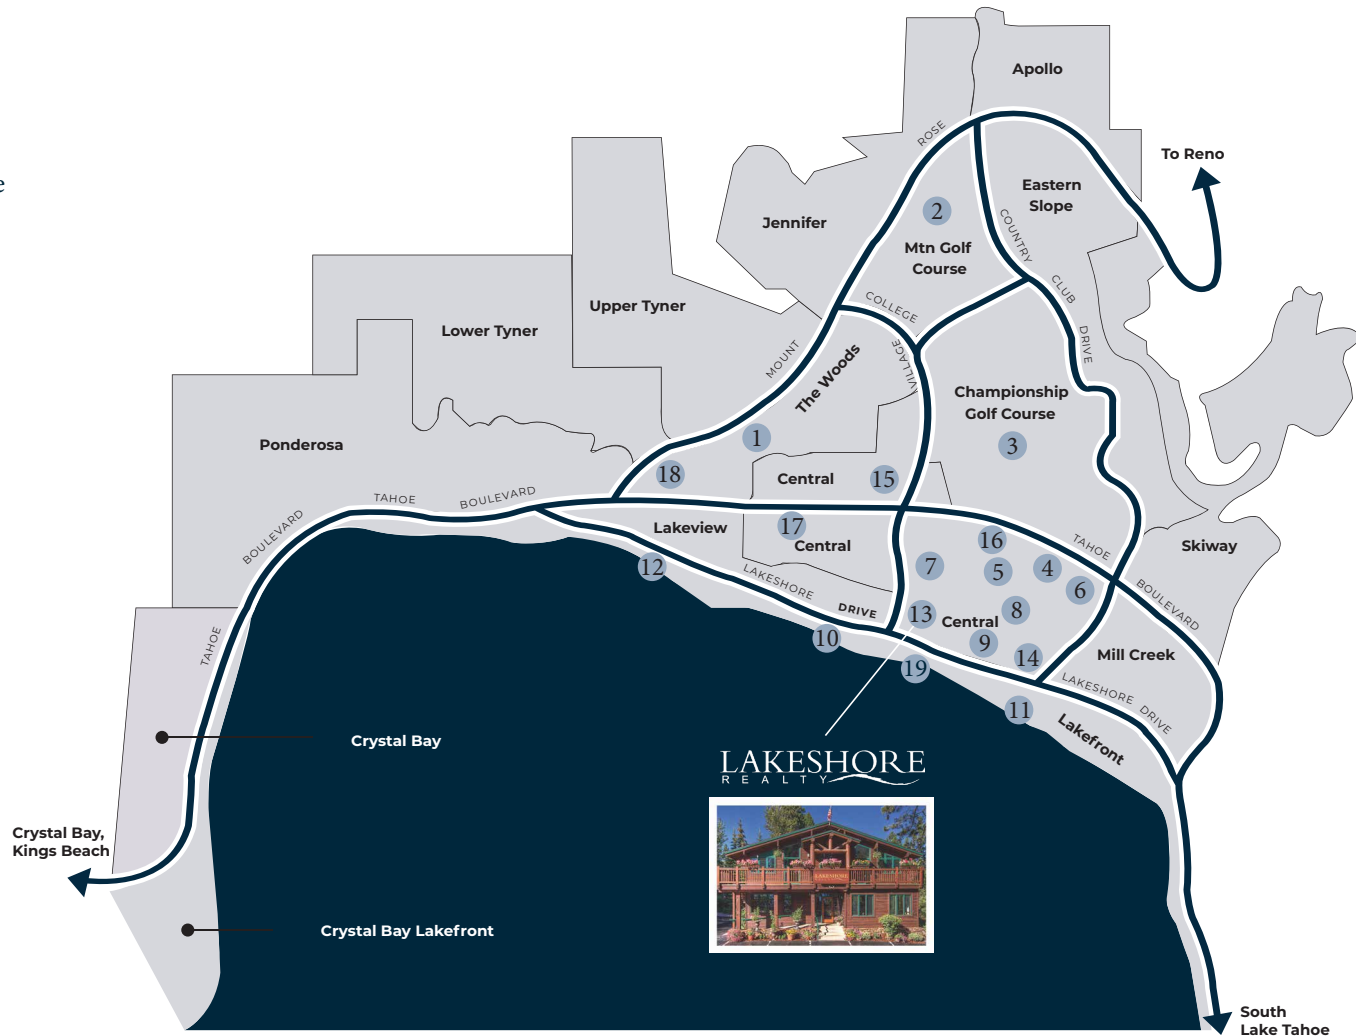 e
Apollo
ROSE
To Reno
Eastern
Slope
2
Jennifer
COUNTRY
Mtn Golf
Course
CLUB
Upper Tyner
COLLEGE
Lower Tyner
DRIVE
MOUNT
VILLAGE
The Woods
Championship
Golf Course
Ponderosa
1
3
18
Central
15
TAHOE
BOULEVARD
BOULEVARD
Lakeview
17
Central
16
TAHOE
Skiway
12
7
5
4
6
LAKESHORE
DRIVE
BOULEVARD
13
8
Central
TAHOE
10
9
14
Mill Creek
19
LAKESHORE
DRIVE
11
Lakefront
Crystal Bay
LAKESHORE
REALTY
LAKESHORE
Crystal Bay,
Kings Beach
Crystal Bay Lakefront
South
Lake Tahoe